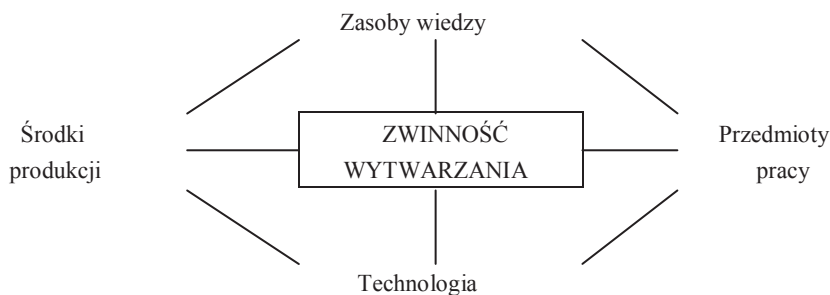 Zasoby wiedzy
Środki
produkcji
ZWINNOŚĆ
WYTWARZANIA
Przedmioty
pracy
Technologia